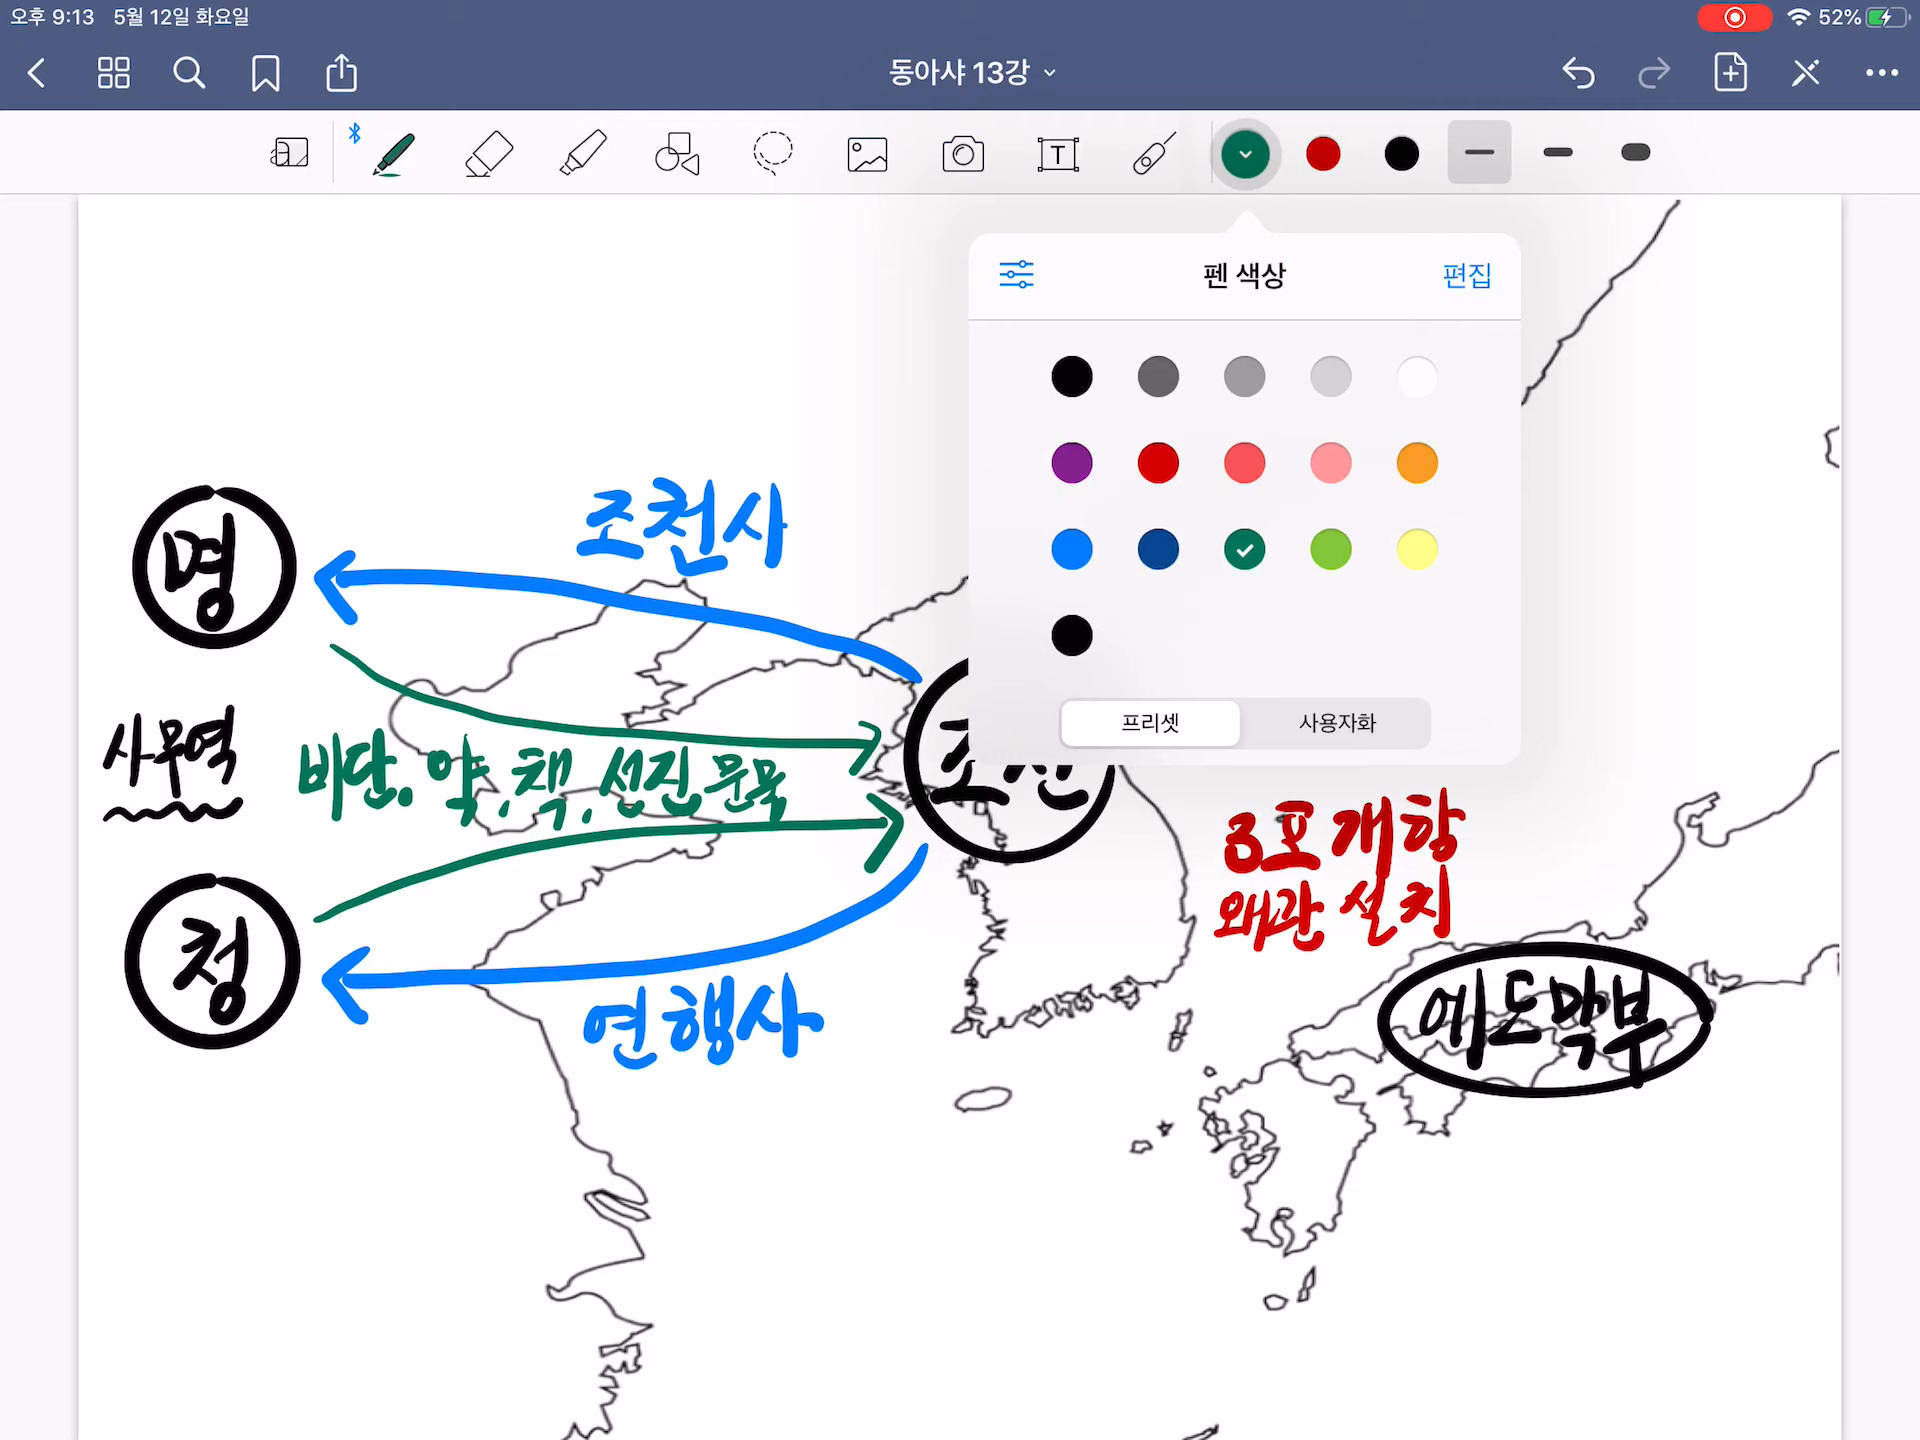 오후 9:13 5월 12일 화요일
52%
동아샤 13강
펜 색상
편집
프리셋
사용자화
조천사
명
사무역
비단, 약, 책, 선진문물
3포 개항
왜관 설치
청
에도막부
연행사